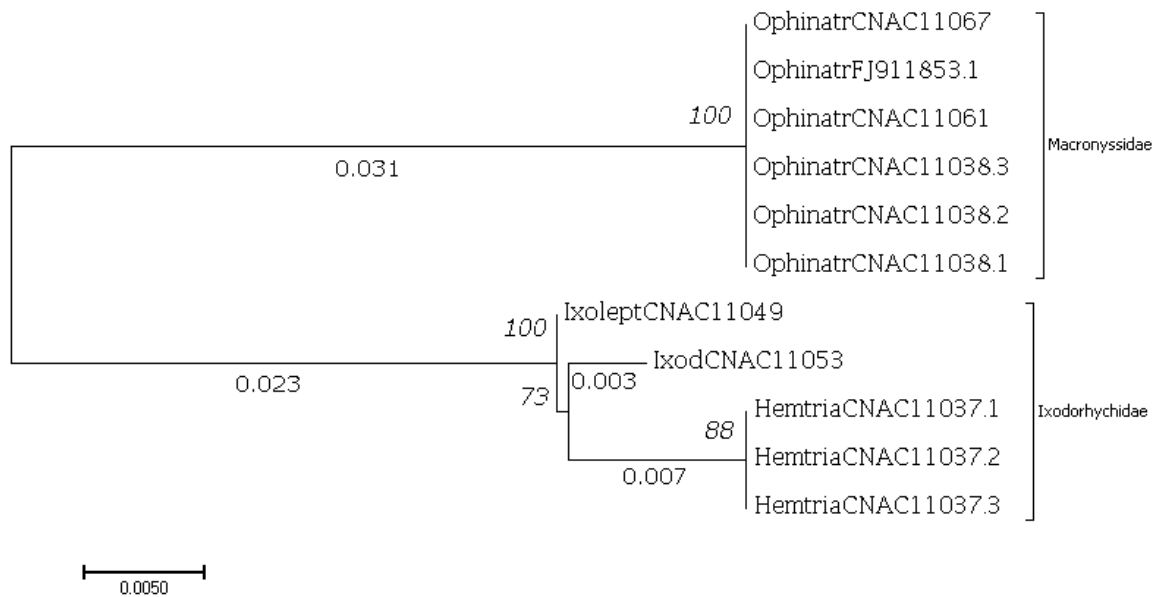 OphinatrCNAC11067
OphinatrFJ911853.1
100
OphinatrCNAC11061
Macronyssidae
0.031
OphinatrCNAC11038.3
OphinatrCNAC11038.2
OphinatrCNAC11038.1
IxoleptCNAC11049
100
IxodCNAC11053
0.023
0.003
73
HemtriaCNAC11037.1
Ixodorhychidae
88
HemtriaCNAC11037.2
0.007
HemtriaCNAC11037.3
0.0050